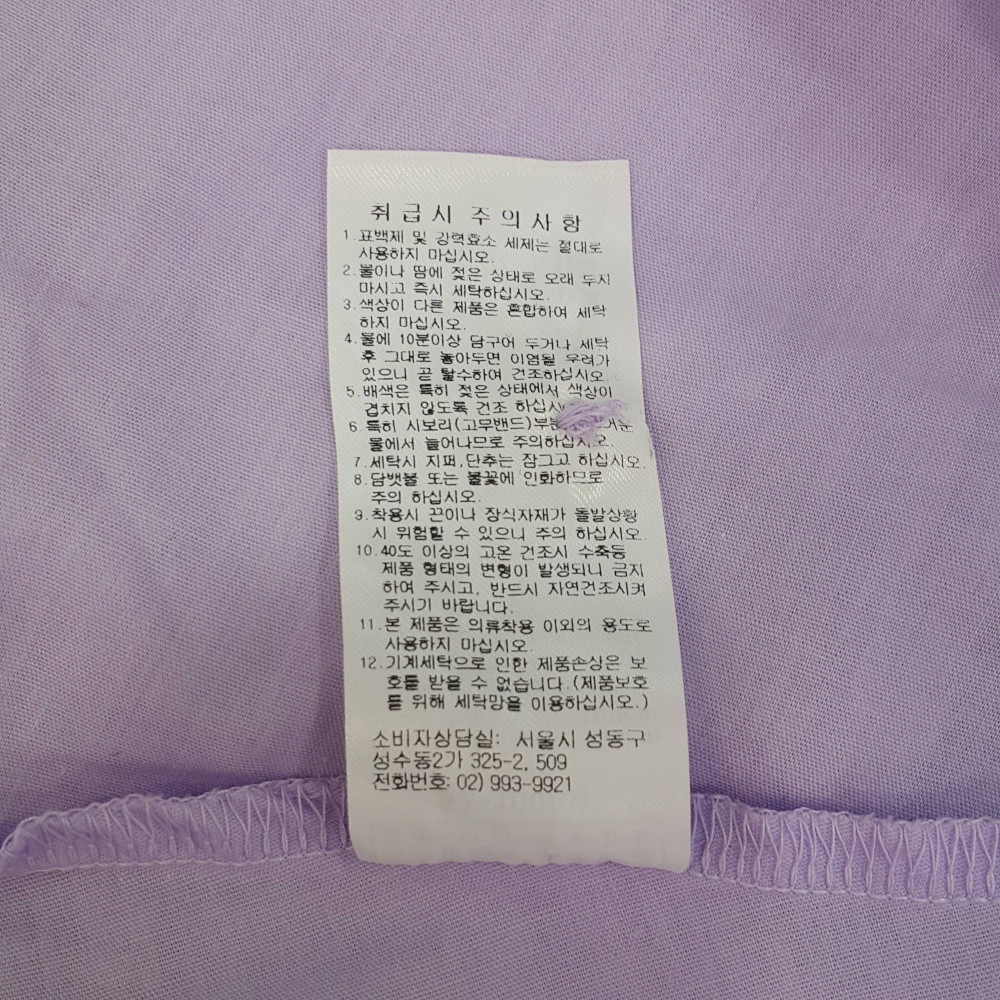 취급시 주의사항
1.표백제 및 강력효소 세제는 절대로
사용하지 마십시오.
2.물이나 땀에 젖은 상태로 오래 두지
마시고 즉시 세탁하십시오.
3.색상이 다른 제품은 혼합하여 세탁
하지 마십시오.
4.물에 10분이상 담구어 두거나 세탁
후 그대로 놓아두면 이염될 우려가
있으니 곧 탈수하여 건조하십시오.
5.배색은 특히 젖은 상태에서 색상이
겹치지 않도록 건조 하십시
6.특히 시보리(고무밴드)부분
물에서 늘어나므로 주의하십시오.
7.세탁시 지퍼,단추는 잠그고 하십시오.
8.담뱃불 또는 불꽃에 인화하므로
주의 하십시오.
9.착용시 끈이나 장식자재가 돌발상황
시 위험할 수 있으니 주의 하십시오.
10.40도 이상의 고온 건조시 수축등
제품 형태의 변형이 발생되니 금지
하여 주시고, 반드시 자연건조시켜
주시기 바랍니다.
11.본 제품은 의류착용 이외의 용도로
사용하지 마십시오.
12.기계세탁으로 인한 제품손상은 보
호를 받을 수 없습니다.(제품보호
를 위해 세탁망을 이용하십시오.)
소비자상담실: 서울시 성동구
성수동2가 325-2, 509
전화번호: 02) 993-9921